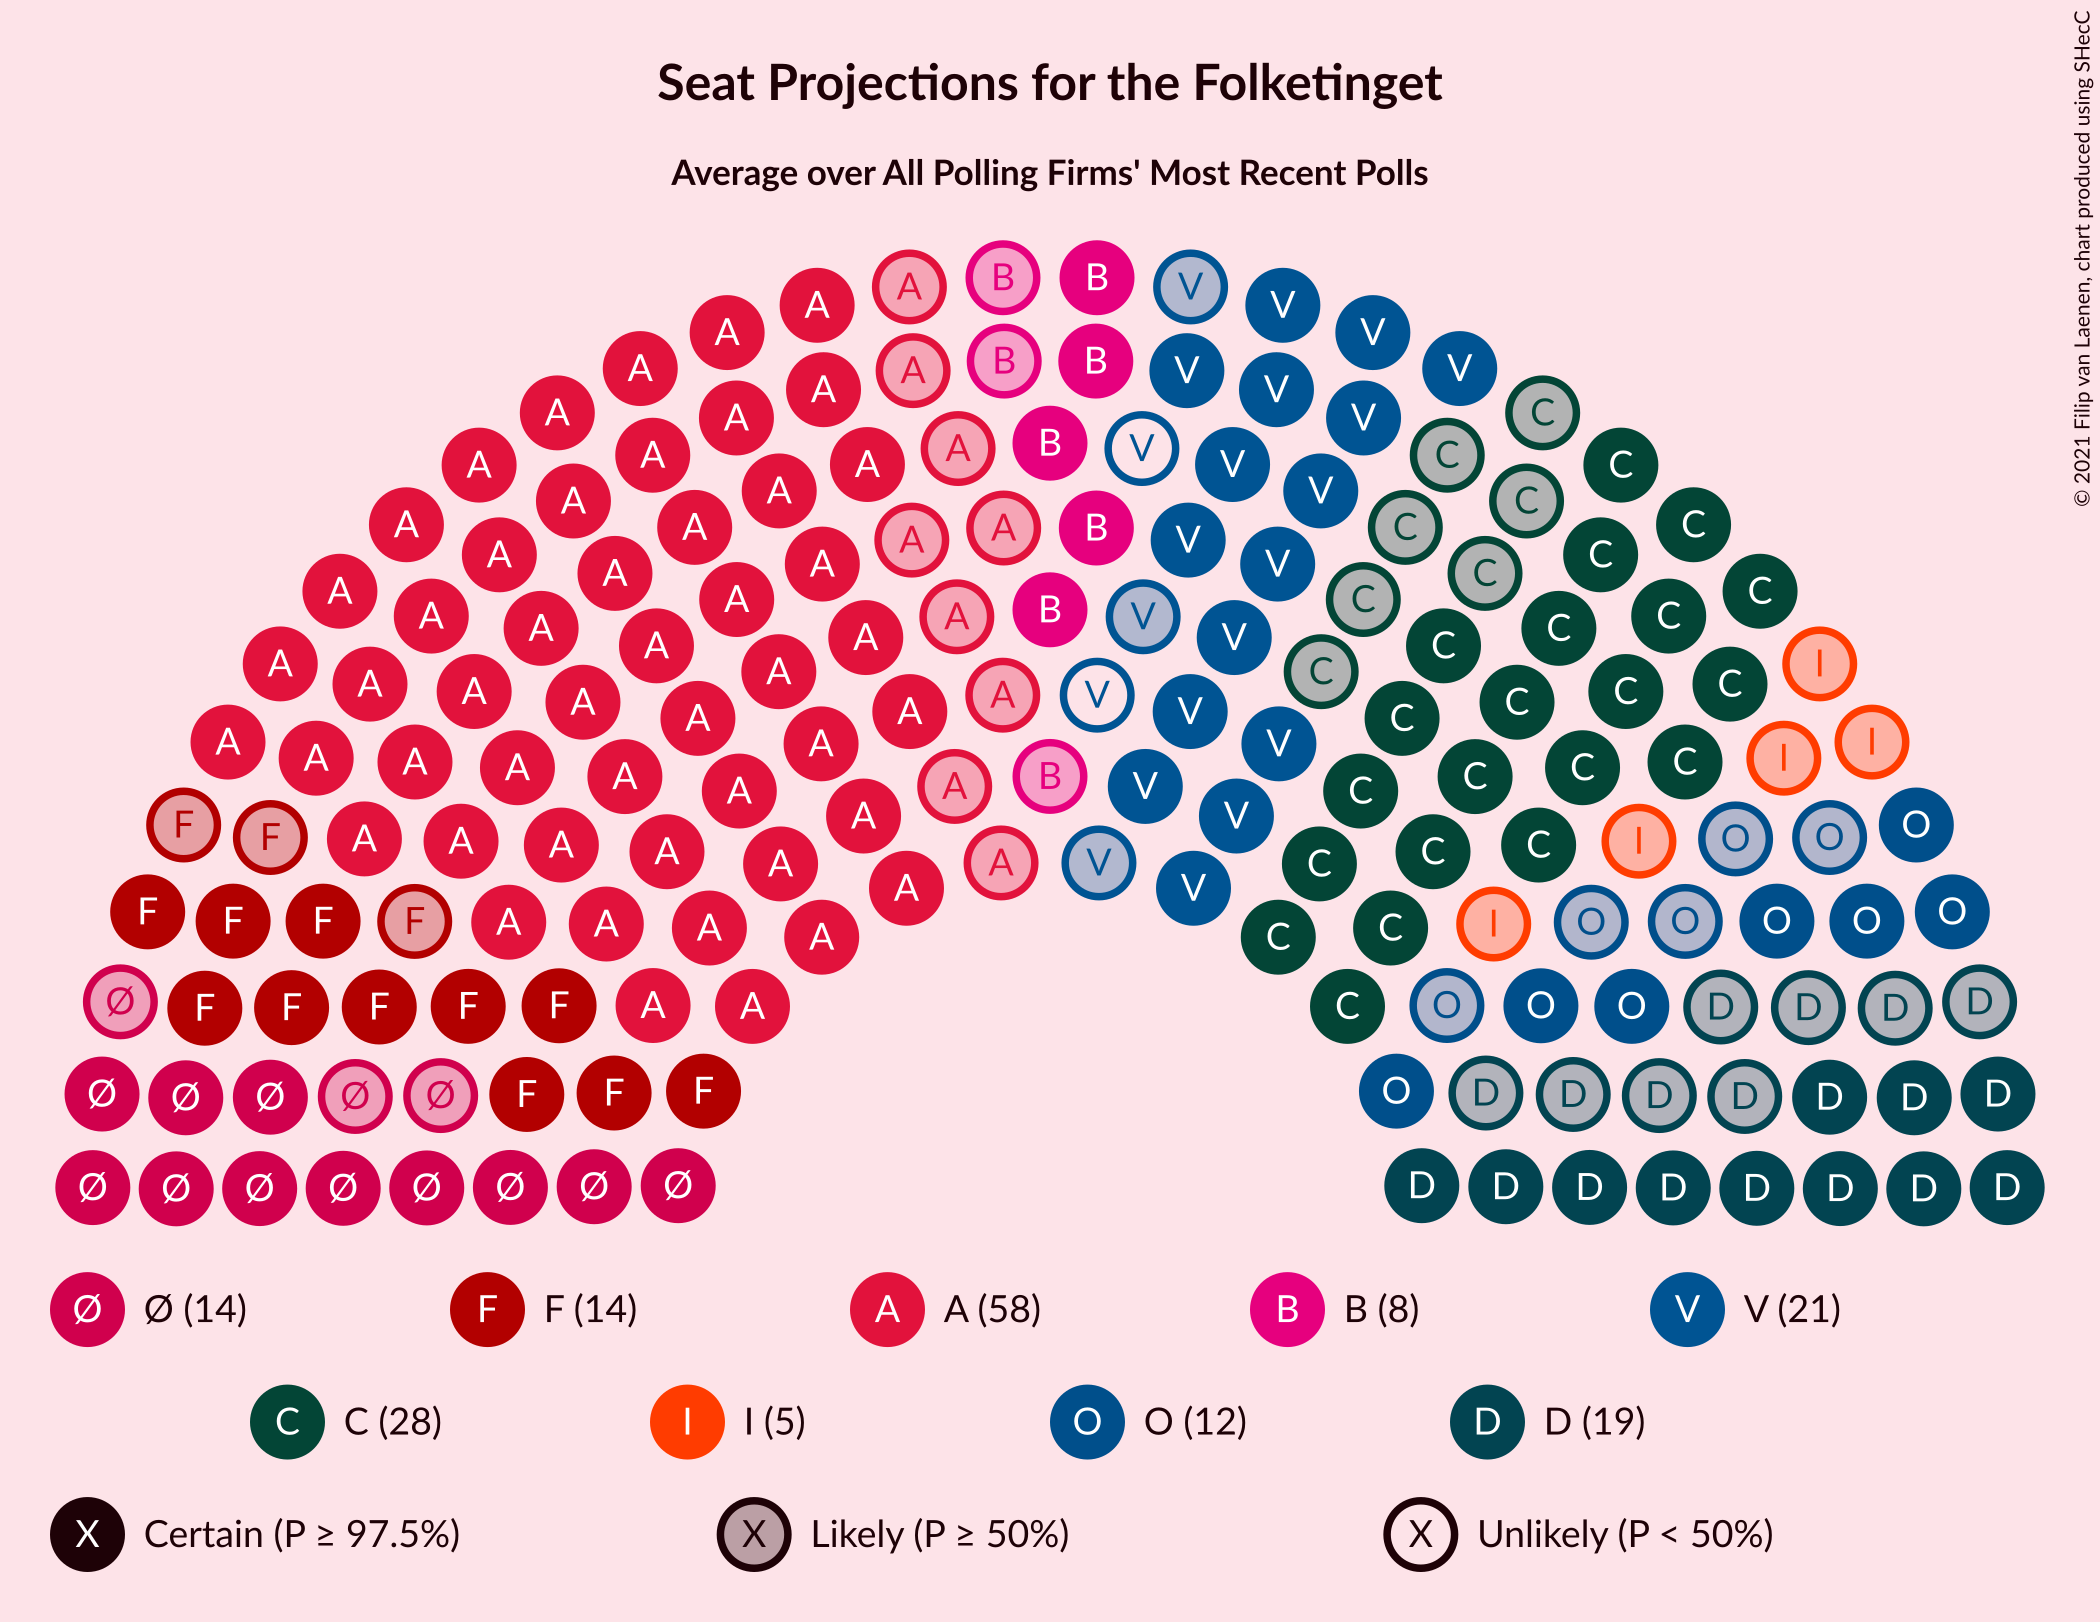 Seat Projections for the Folketinget
Average over All Polling Firms' Most Recent Polls
© 2021 Filip van Laenen, chart produced using SHecC
B B
A V
A V
A V
A B B V
A V
A V
A A V C
A B V C
A A V C
A A V C C
A A A B V C
A A V C
A A A V C C
A A A B V C C
A A V C
A A A V C
A A A A V C C C I
A A A V C C
A A A V V C C
A A A V C C I
A A A C I
A A A A B V C C C
A A A V C
F F O O
A A A A C C C I O
A A V C
A V
F F F F A A A C I O O O O O
A C
Ø F F F F F A A C O O O D D D D
Ø Ø Ø Ø Ø F F F O D D D D D D D
Ø Ø Ø Ø Ø Ø Ø Ø D D D D D D D D
Ø Ø (14) F F (14) A A (58) B B (8) V V (21)
C C (28) I I (5) O O (12) D D (19)
X Certain (P ≥ 97.5%) X Likely (P ≥ 50%) X Unlikely (P < 50%)